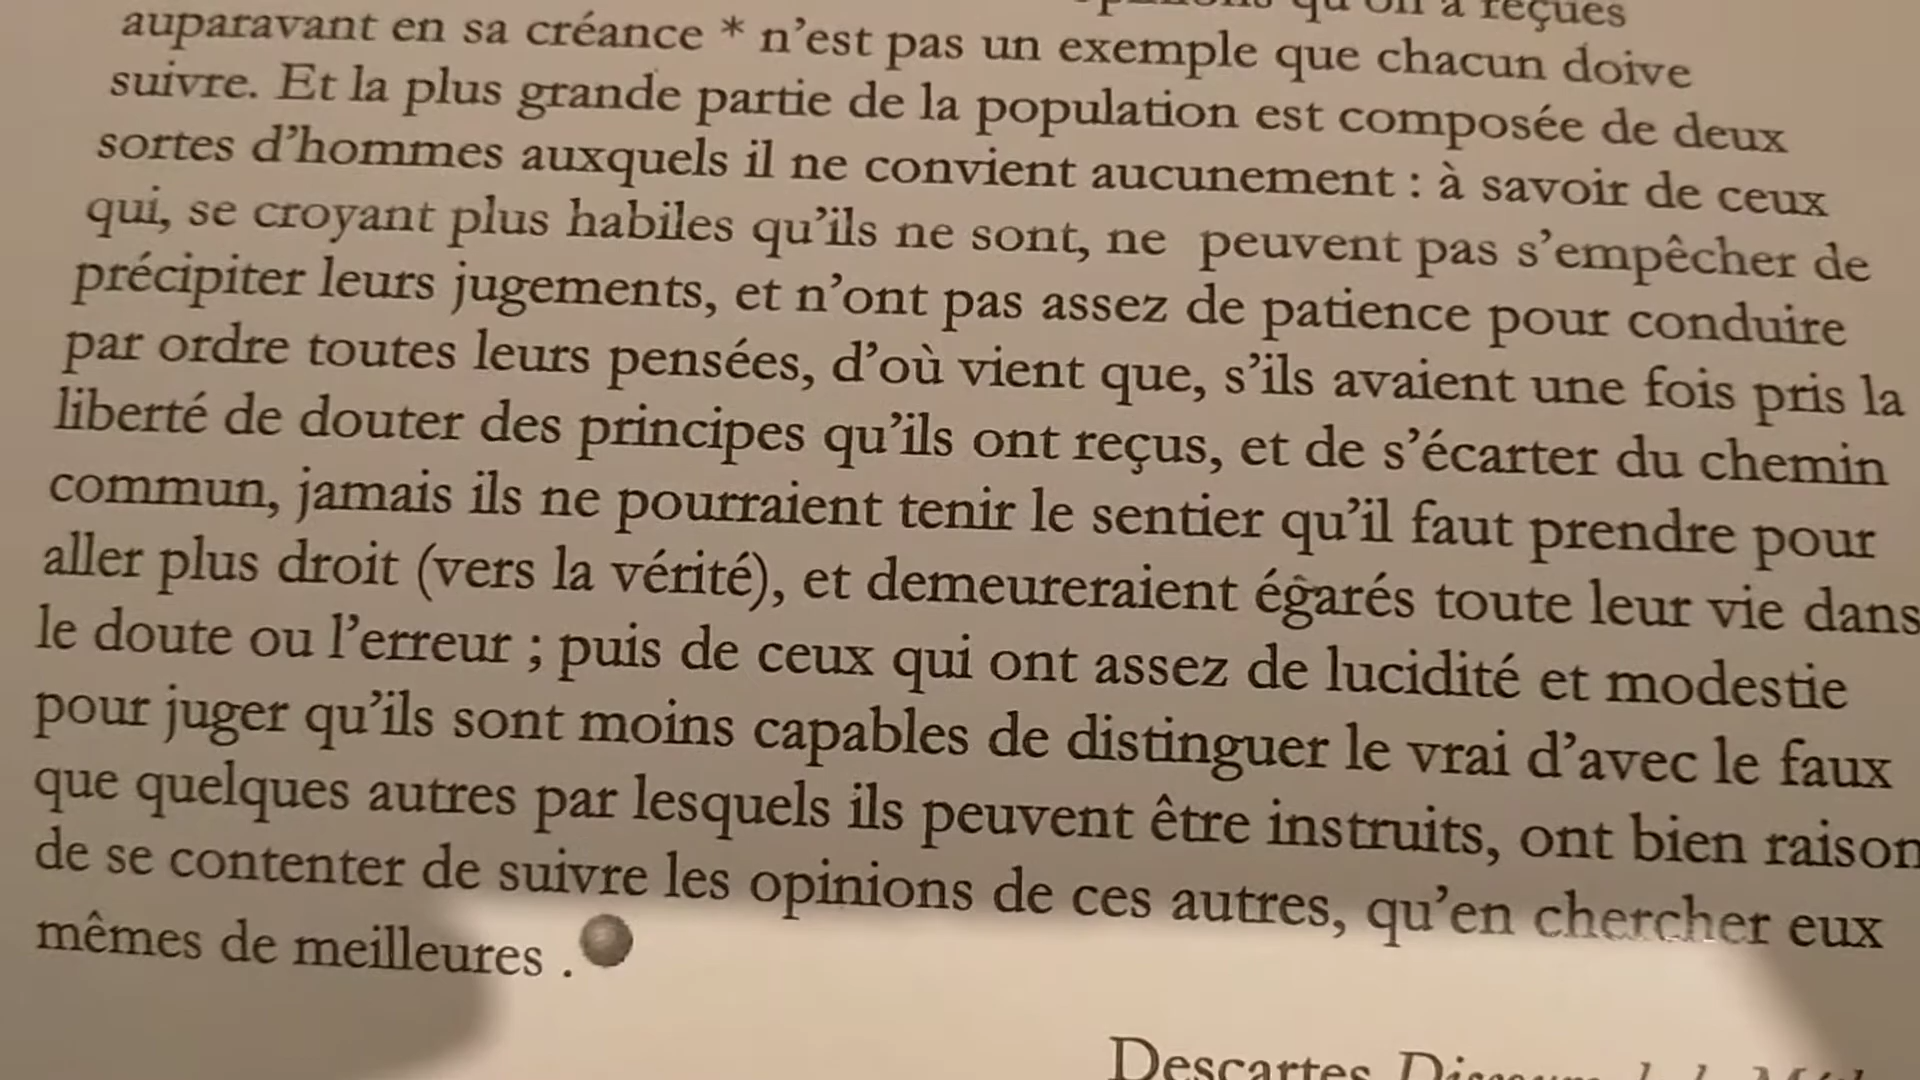 qu'on a reçues
auparavant en sa créance * n'est pas un exemple que chacun doive
suivre. Et la plus grande partie de la population est composée de deux
sortes d'hommes auxquels il ne convient aucunement : à savoir de ceux
qui, se croyant plus habiles qu'ils ne sont, ne peuvent pas s'empêcher de
précipiter leurs jugements, et n'ont pas assez de patience pour conduire
par ordre toutes leurs pensées, d'où vient que, s'ils avaient une fois pris la
liberté de douter des principes qu'ils ont reçus, et de s'écarter du chemin
commun, jamais ils ne pourraient tenir le sentier qu'il faut prendre pour
aller plus droit (vers la vérité), et demeureraient égarés toute leur vie dans
le doute ou l'erreur ; puis de ceux qui ont assez de lucidité et modestie
pour juger qu'ils sont moins capables de distinguer le vrai d'avec le faux
que quelques autres par lesquels ils peuvent être instruits, ont bien raison
de se contenter de suivre les opinions de ces autres, qu'en chercher eux
mêmes de meilleures .
Descartes